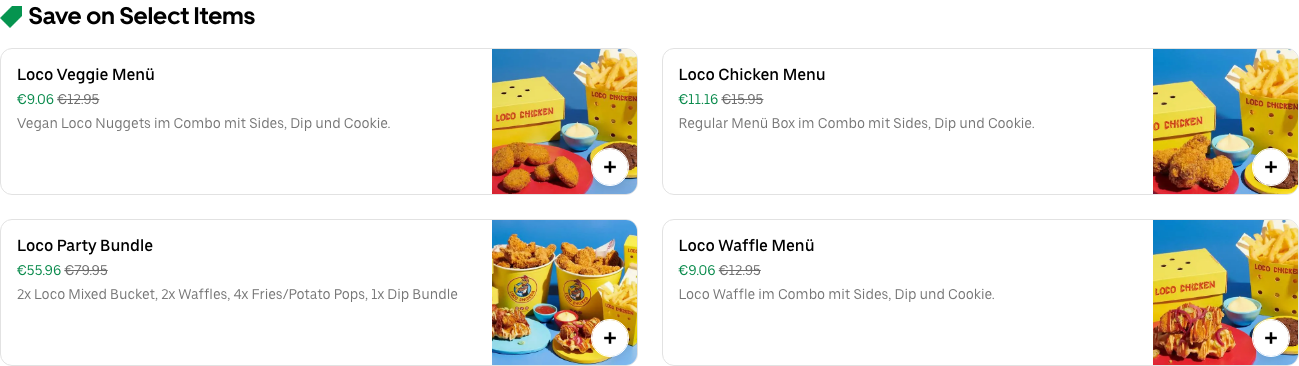 Save on Select Items
Loco Veggie Menü
€9.06 €12.95
Vegan Loco Nuggets im Combo mit Sides, Dip und Cookie.
LOCO CHICKEN
LOCO CHICKEN
Loco Chicken Menu
€11.16 €15.95
Regular Menü Box im Combo mit Sides, Dip und Cookie.
LOCO CHICKEN
Loco Party Bundle
€55.96 €79.95
2x Loco Mixed Bucket, 2x Waffles, 4x Fries/Potato Pops, 1x Dip Bundle
LOCO CHICKEN
LOCO CHICKEN
Loco Waffle Menü
€9.06 €12.95
Loco Waffle im Combo mit Sides, Dip und Cookie.
LOCO CHICKEN
LOCO CHICKEN